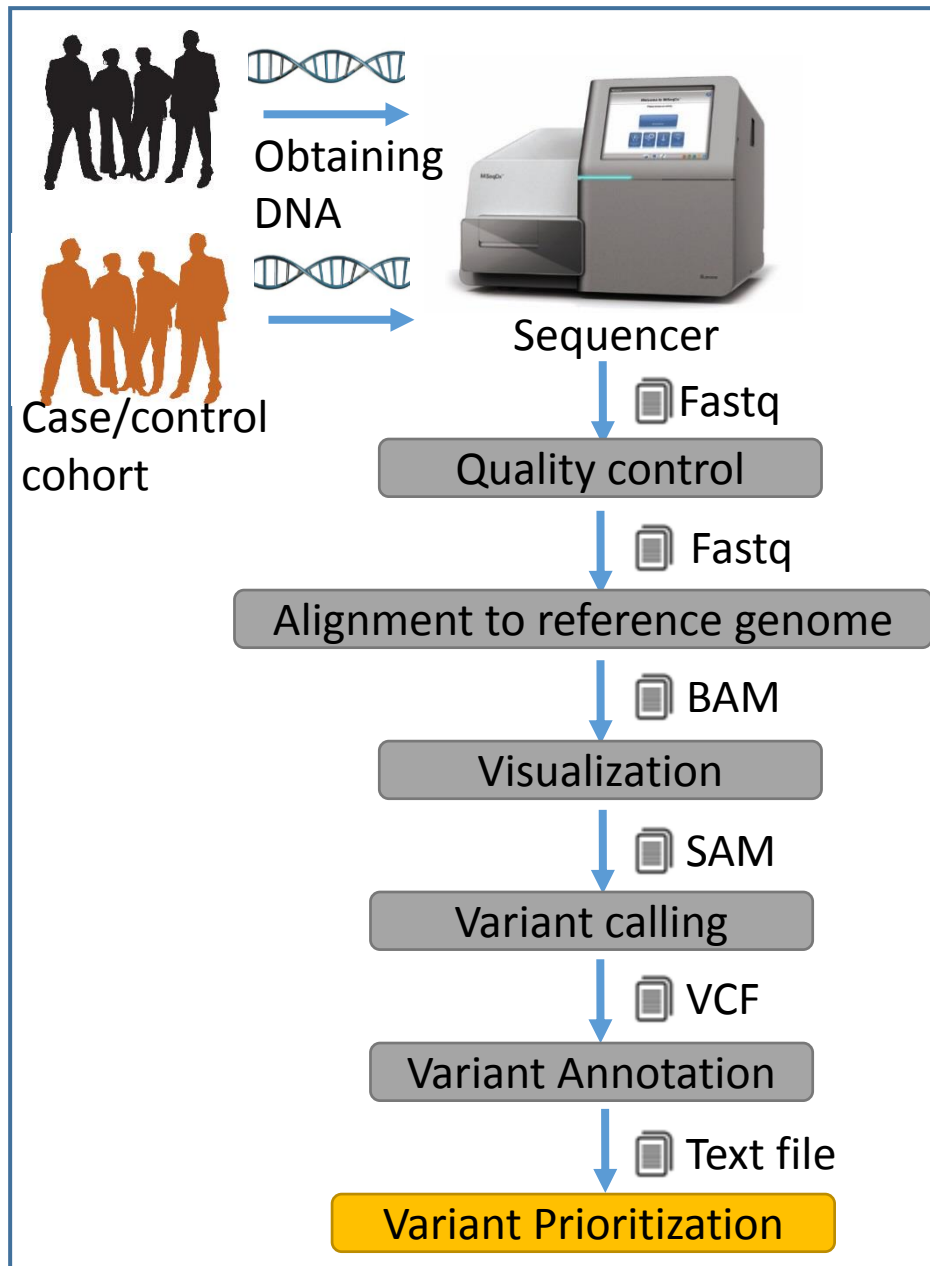 Obtaining
DNA
Case/control
cohort
MiSeqDx
Sequencer
Fastq
Quality control
Fastq
Alignment to reference genome
BAM
Visualization
SAM
Variant calling
VCF
Variant Annotation
Text file
Variant Prioritization